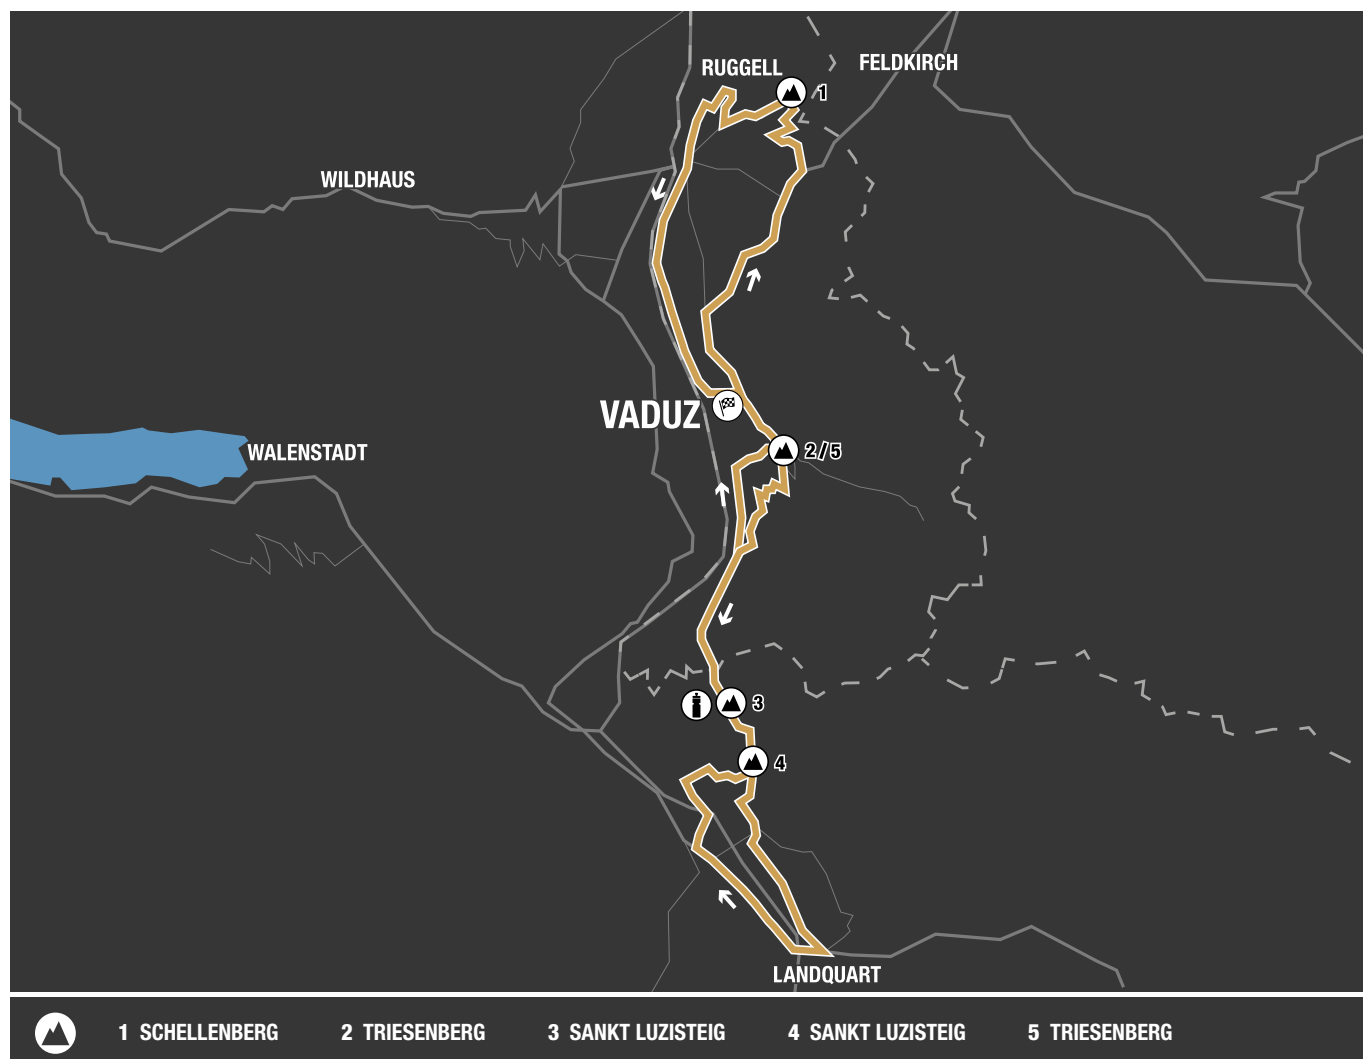 RUGGELL
FELDKIRCH
1
WILDHAUS
VADUZ
2/5
WALENSTADT
3
4
LANDQUART
1 SCHELLENBERG 2 TRIESENBERG 3 SANKT LUZISTEIG 4 SANKT LUZISTEIG 5 TRIESENBERG